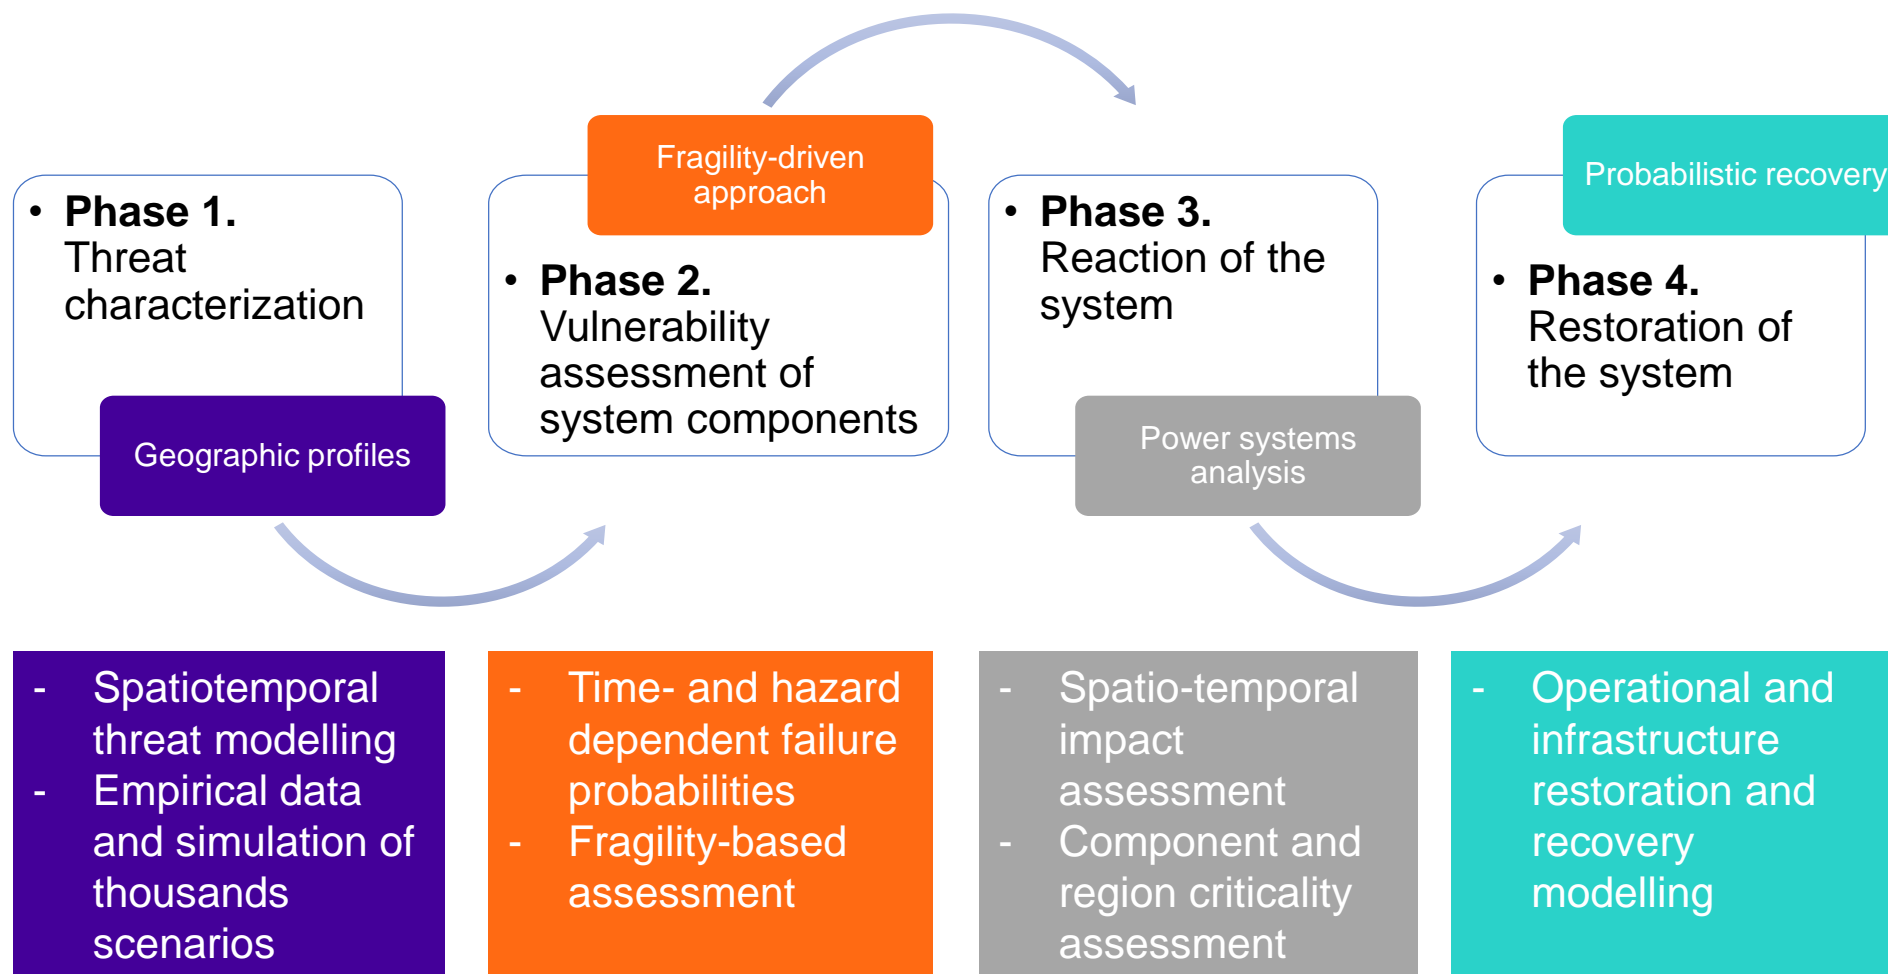 • Phase 1.
Threat
characterization
Geographic profiles
Fragility-driven
approach
• Phase 2.
Vulnerability
assessment of
system components
• Phase 3.
Reaction of the
system
Power systems
analysis
Probabilistic recovery
• Phase 4.
Restoration of
the system
- Spatiotemporal
threat modelling
- Empirical data
and simulation of
thousands
scenarios
- Time- and hazard
dependent failure
probabilities
- Fragility-based
assessment
- Spatio-temporal
impact
assessment
- Component and
region criticality
assessment
- Operational and
infrastructure
restoration and
recovery
modelling